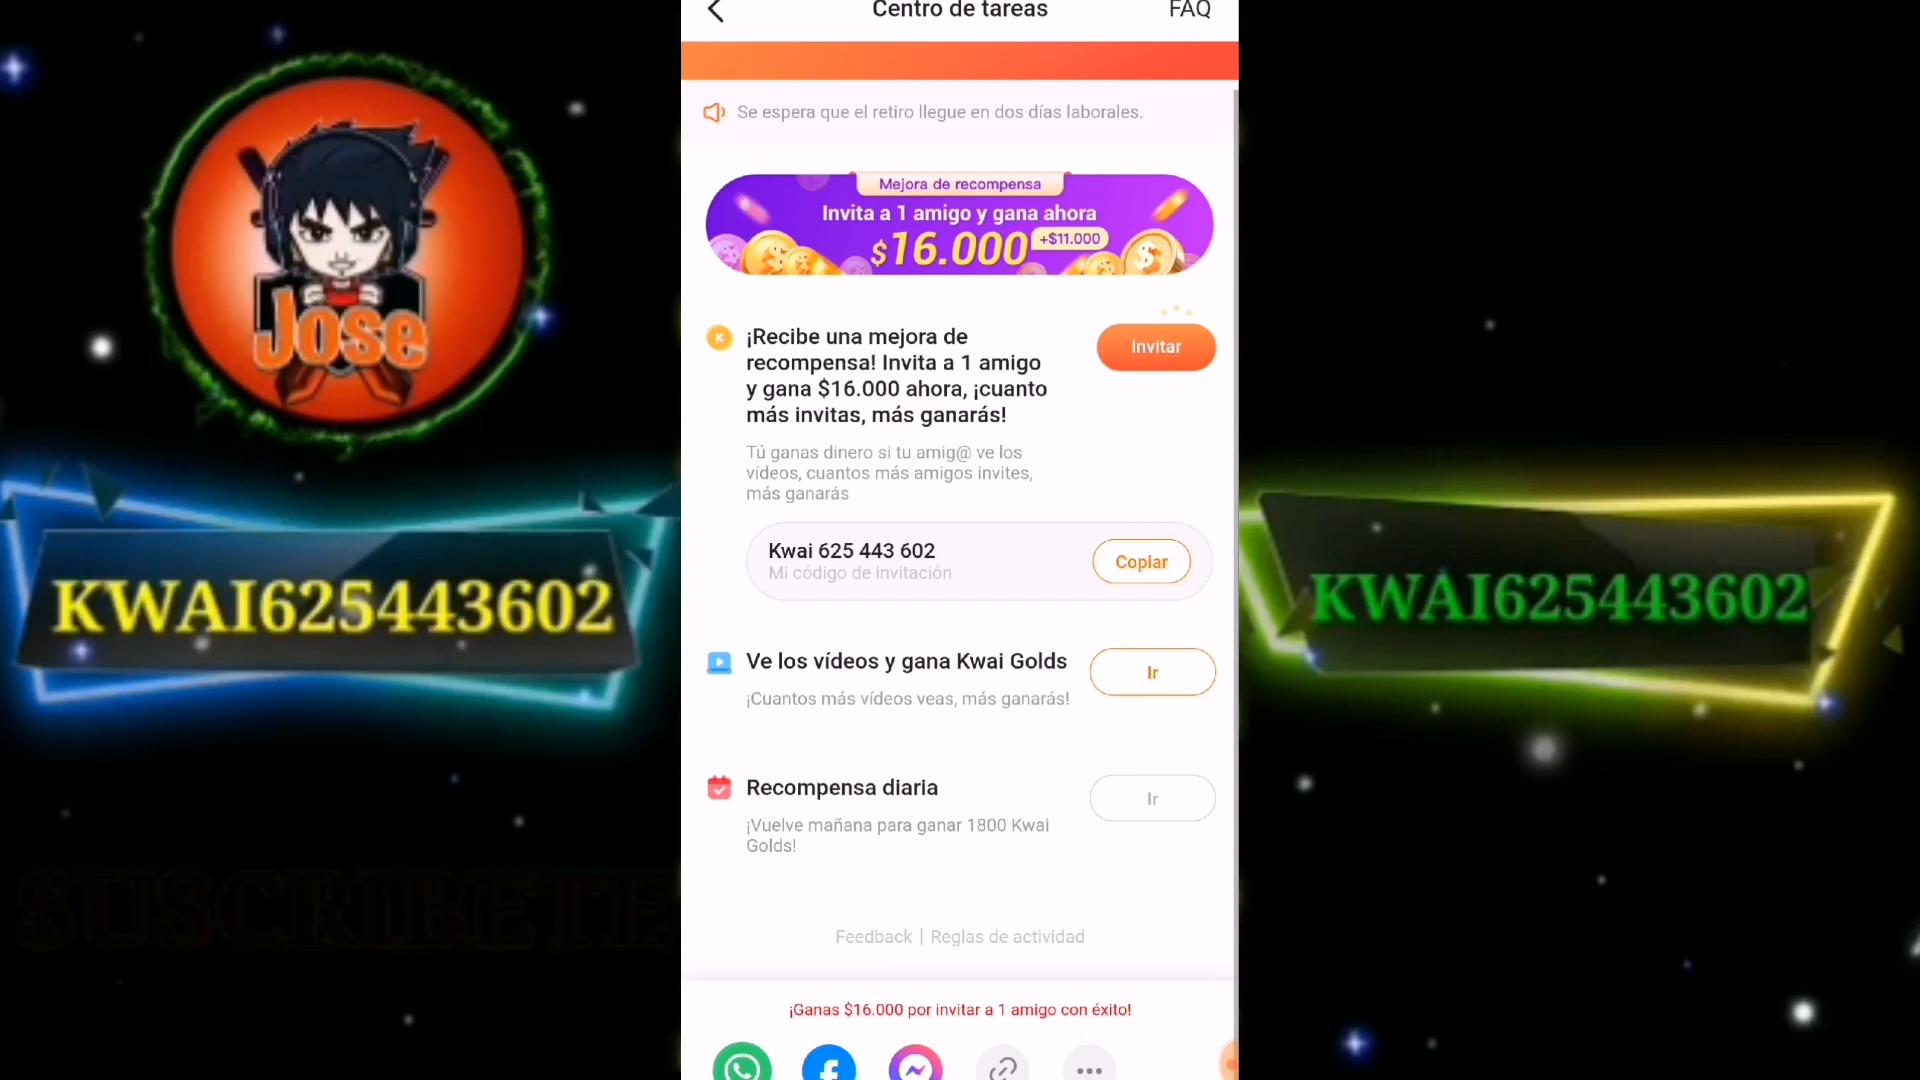 Centro de tareas
FAQ
Se espera que el retiro llegue en dos días laborales.
Mejora de recompensa
Invita a 1 amigo y gana ahora
$16.000
+$11.000
¡Recibe una mejora de
recompensa! Invita a 1 amigo
y gana $16.000 ahora, ¡cuanto
más invitas, más ganarás!
Invitar
Tú ganas dinero si tu amig@ ve los
vídeos, cuantos más amigos invites,
más ganarás
Kwai 625 443 602
Mi código de invitación
Copiar
Ve los vídeos y gana Kwai Golds
¡Cuantos más vídeos veas, más ganarás!
Ir
Recompensa diaria
¡Vuelve mañana para ganar 1800 Kwai
Golds!
Ir
Feedback | Reglas de actividad
¡Ganas $16.000 por invitar a 1 amigo con éxito!
Jose
KWAI625443602
SUSCRIBETE
KWAI625443602